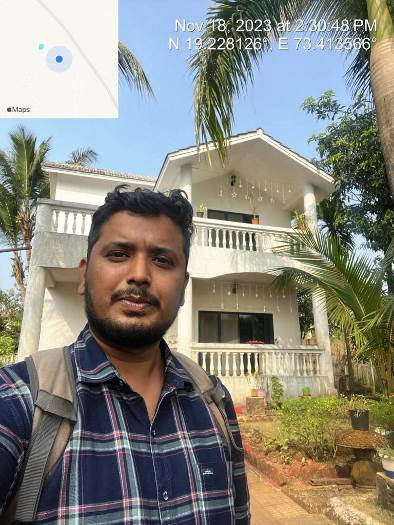 Nov 18, 2023 at 2:30:48 PM
N 19.228126°, E 73.413566°
Maps